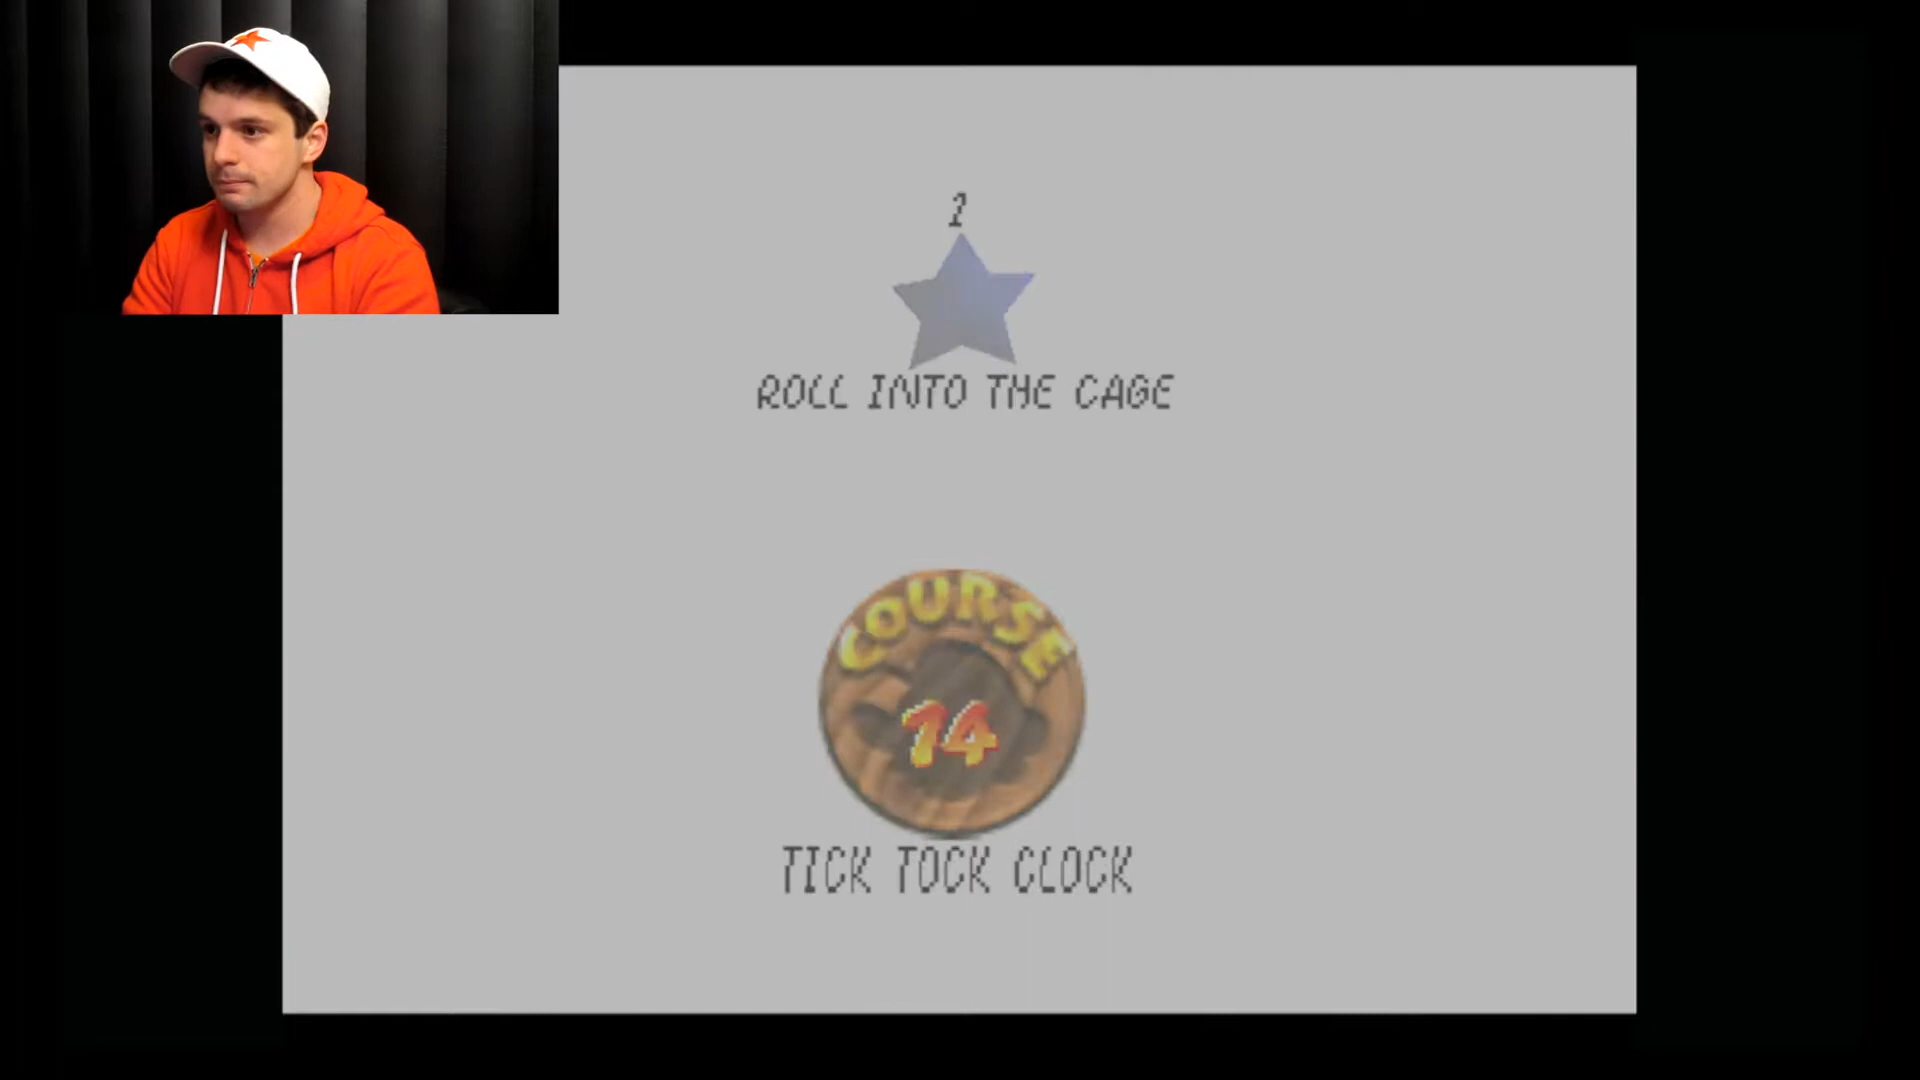 1
ROLL INTO THE CAGE
COURSE
14
TICK TOCK CLOCK